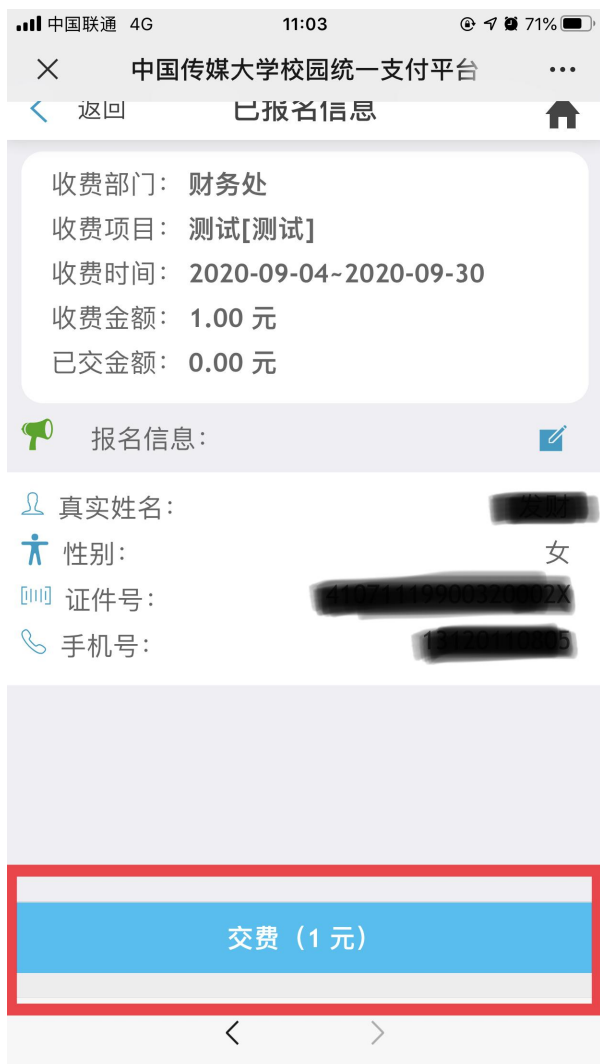 中国联通 4G 11:03 71%
中国传媒大学校园统一支付平台
返回 已报名信息
收费部门: 财务处
收费项目: 测试[测试]
收费时间: 2020-09-04~2020-09-30
收费金额: 1.00 元
已交金额: 0.00 元
报名信息:
真实姓名:
性别: 女
证件号:
手机号:
交费（1 元）